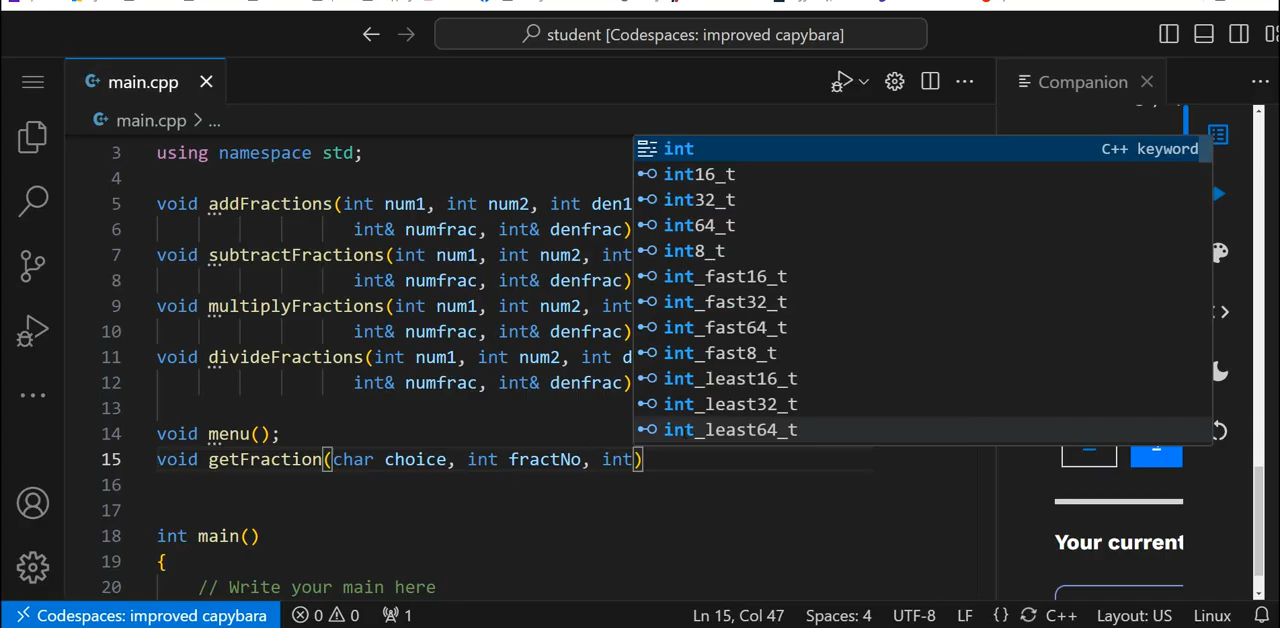 student [Codespaces: improved capybara]
main.cpp
Companion
main.cpp > ...
3 using namespace std;
4
5 void addFractions(int num1, int num2, int den1
6 int& numfrac, int& denfrac)
7 void subtractFractions(int num1, int num2, int
8 int& numfrac, int& denfrac)
9 void multiplyFractions(int num1, int num2, int
10 int& numfrac, int& denfrac)
11 void divideFractions(int num1, int num2, int d
12 int& numfrac, int& denfrac)
13
14 void menu();
15 void getFraction(char choice, int fractNo, int)
16
17
18 int main()
19 {
20 // Write your main here
int C++ keyword
int16_t
int32_t
int64_t
int8_t
int_fast16_t
int_fast32_t
int_fast64_t
int_fast8_t
int_least16_t
int_least32_t
int_least64_t
Your current
Codespaces: improved capybara 0 0 1 Ln 15, Col 47 Spaces: 4 UTF-8 LF {} C++ Layout: US Linux